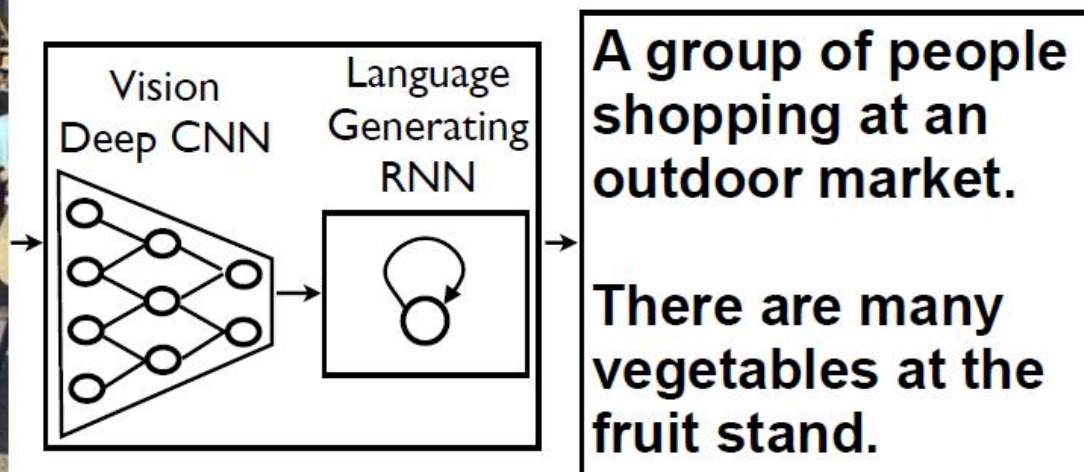 Vision
Deep CNN
Language
Generating
RNN
A group of people
shopping at an
outdoor market.
There are many
vegetables at the
fruit stand.